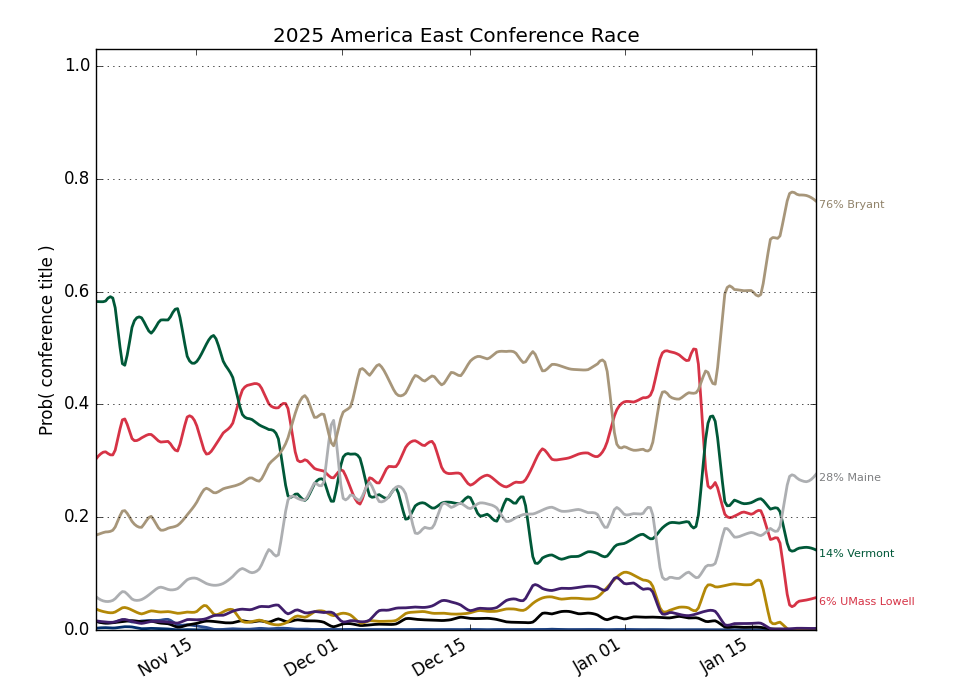 2025 America East Conference Race
Prob( conference title )
1.0
0.8
0.6
0.4
0.2
0.0
76% Bryant
28% Maine
14% Vermont
6% UMass Lowell
Nov 15
Dec 01
Dec 15
Jan 01
Jan 15